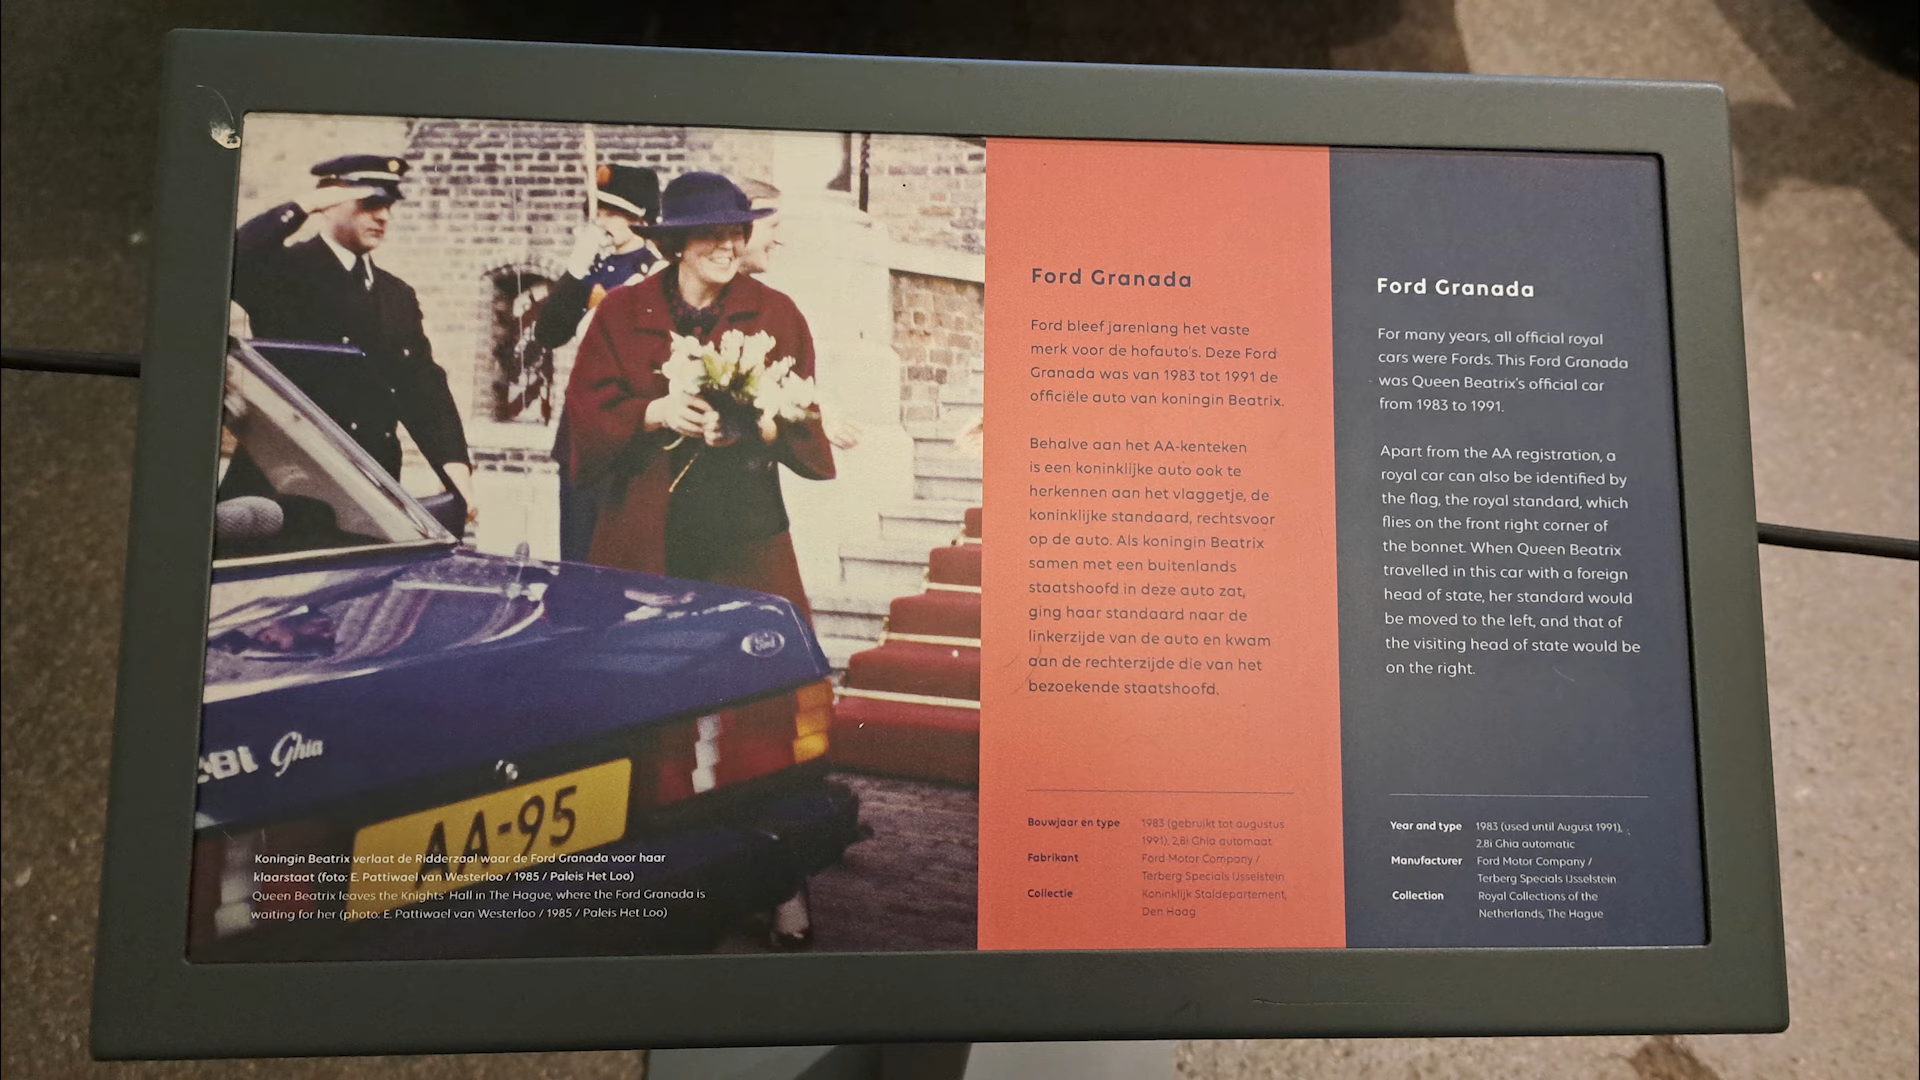 Ford
Ghia
AA-95
Koningin Beatrix verlaat de Ridderzaal waar de Ford Granada voor haar
klaarstaat (foto: E. Pattiwael van Westerloo / 1985 / Paleis Het Loo)
Queen Beatrix leaves the Knights' Hall in The Hague, where the Ford Granada is
waiting for her (photo: E. Pattiwael van Westerloo / 1985 / Paleis Het Loo)
Ford Granada
Ford bleef jarenlang het vaste
merk voor de hofauto's. Deze Ford
Granada was van 1983 tot 1991 de
officiële auto van koningin Beatrix.
Behalve aan het AA-kenteken
is een koninklijke auto ook te
herkennen aan het vlaggetje, de
koninklijke standaard, rechtsvoor
op de auto. Als koningin Beatrix
samen met een buitenlands
staatshoofd in deze auto zat,
ging haar standaard naar de
linkerzijde van de auto en kwam
aan de rechterzijde die van het
bezoekende staatshoofd.
Bouwjaar en type 1983 (gebruikt tot augustus
1991), 2,8i Ghia automaat
Fabrikant Ford Motor Company /
Terberg Specials IJsselstein
Collectie Koninklijk Staldepartement,
Den Haag
Ford Granada
For many years, all official royal
cars were Fords. This Ford Granada
was Queen Beatrix's official car
from 1983 to 1991.
Apart from the AA registration, a
royal car can also be identified by
the flag, the royal standard, which
flies on the front right corner of
the bonnet. When Queen Beatrix
travelled in this car with a foreign
head of state, her standard would
be moved to the left, and that of
the visiting head of state would be
on the right.
Year and type 1983 (used until August 1991),
2.8i Ghia automatic
Manufacturer Ford Motor Company /
Terberg Specials IJsselstein
Collection Royal Collections of the
Netherlands, The Hague